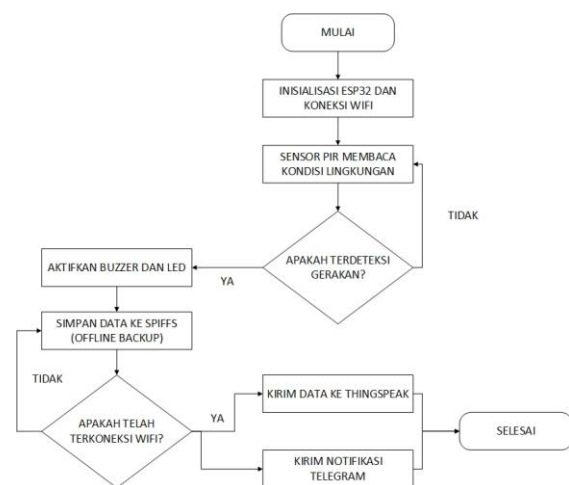 MULAI
INISIALISASI ESP32 DAN
KONEKSI WIFI
SENSOR PIR MEMBACA
KONDISI LINGKUNGAN
TIDAK
APAKAH TERDETEKSI
GERAKAN?
YA
AKTIFKAN BUZZER DAN LED
SIMPAN DATA KE SPIFFS
(OFFLINE BACKUP)
TIDAK
APAKAH TELAH
TERKONEKSI WIFI?
YA
KIRIM DATA KE THINGSPEAK
KIRIM NOTIFIKASI
TELEGRAM
SELESAI